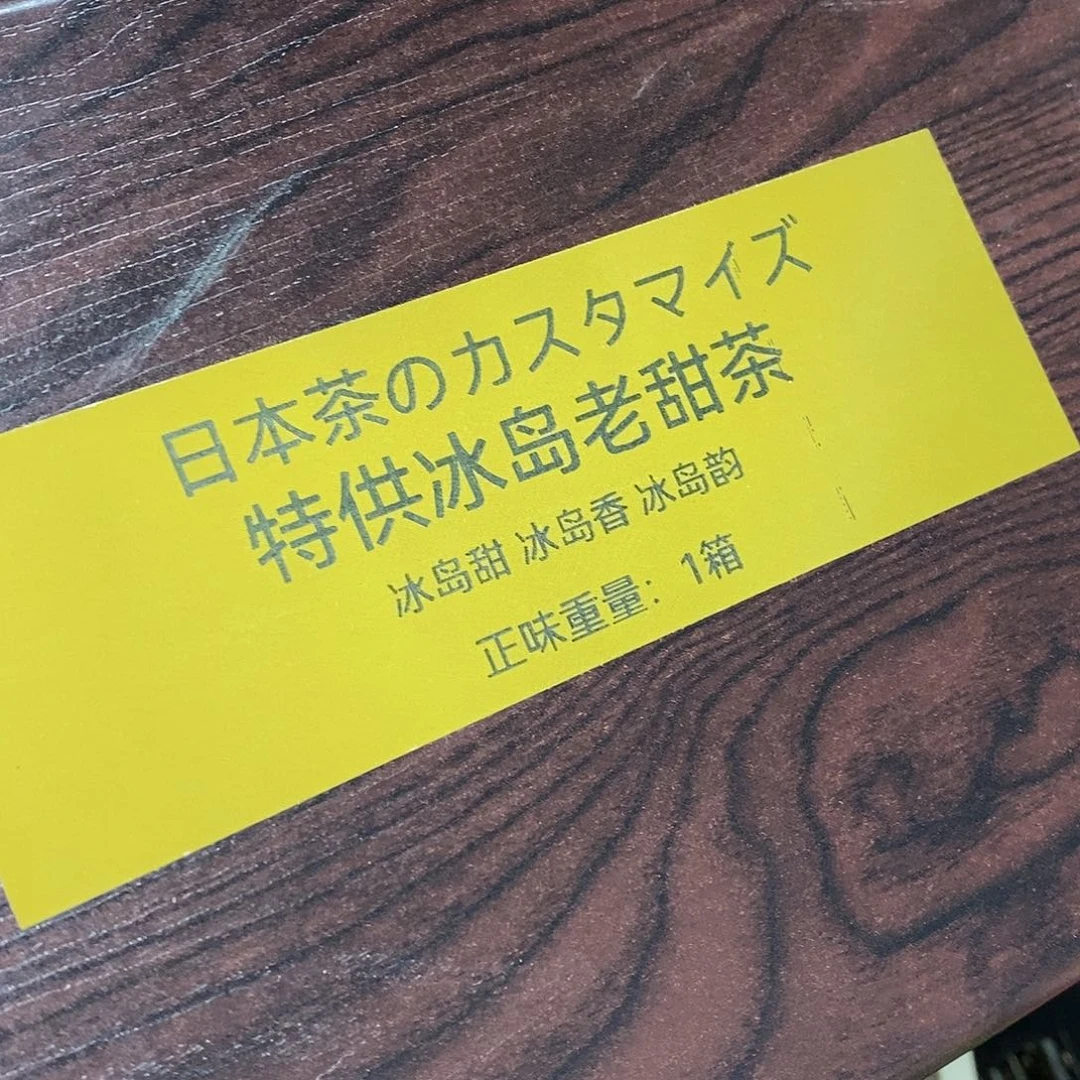 日本茶のカスタマイズ
特供冰岛老甜茶
冰岛甜 冰岛香 冰岛韵
正味重量：1箱